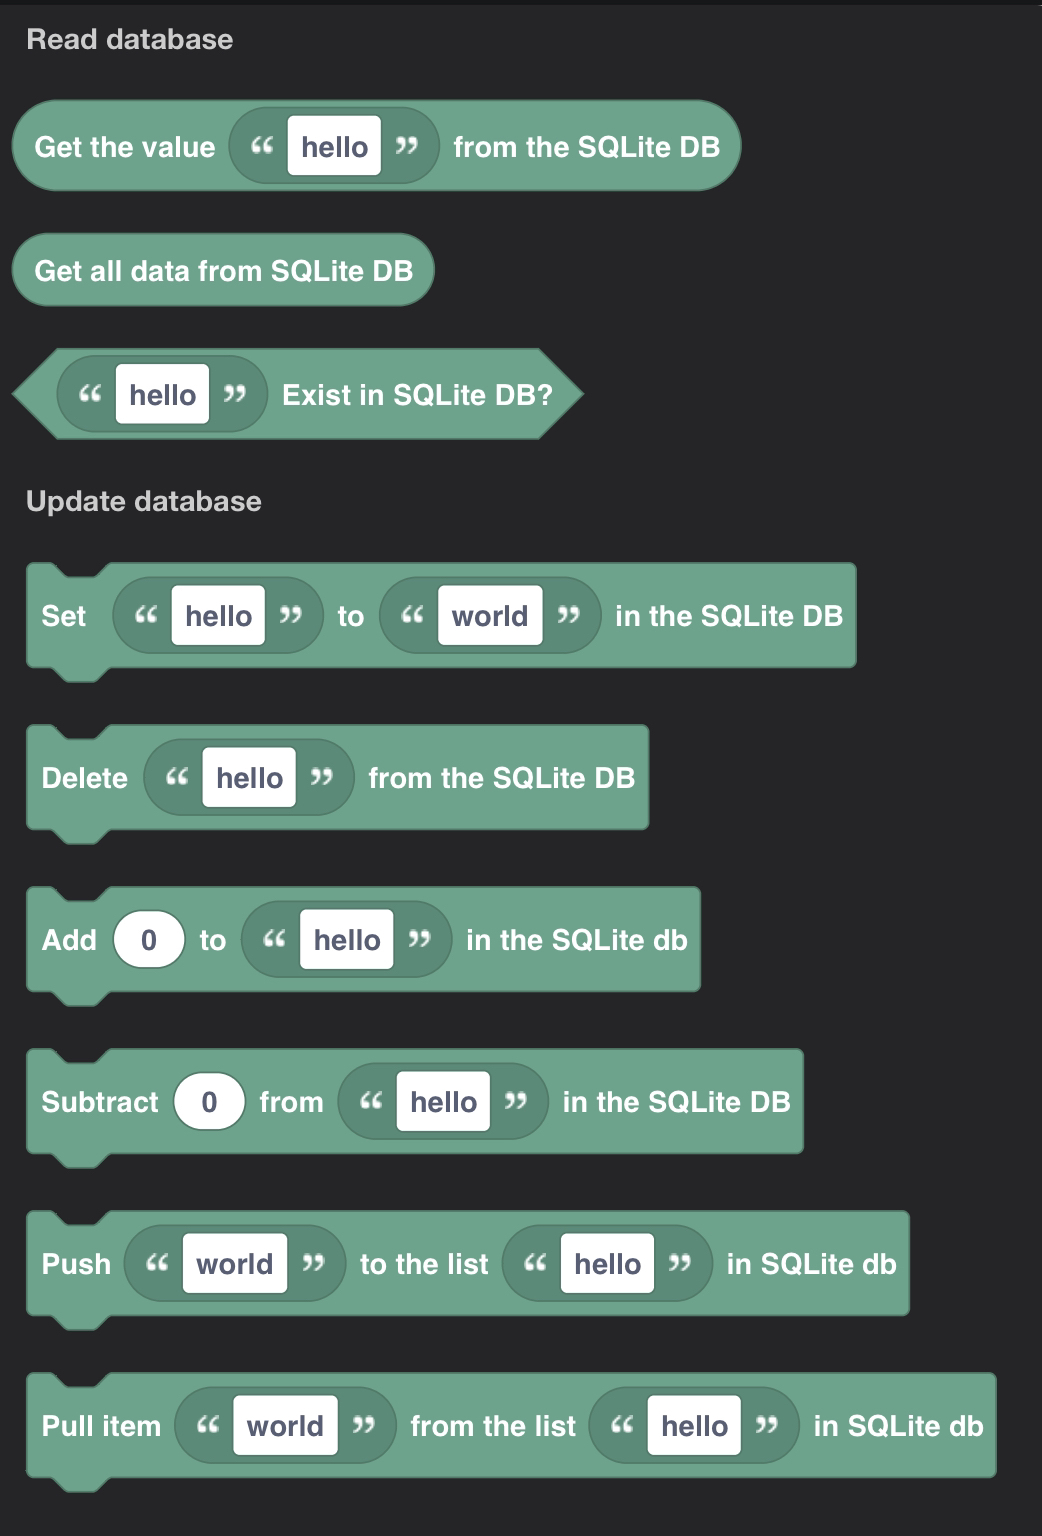 Read database
Get the value “ hello ” from the SQLite DB
Get all data from SQLite DB
“ hello ” Exist in SQLite DB?
Update database
Set “ hello ” to “ world ” in the SQLite DB
Delete “ hello ” from the SQLite DB
Add 0 to “ hello ” in the SQLite db
Subtract 0 from “ hello ” in the SQLite DB
Push “ world ” to the list “ hello ” in SQLite db
Pull item “ world ” from the list “ hello ” in SQLite db